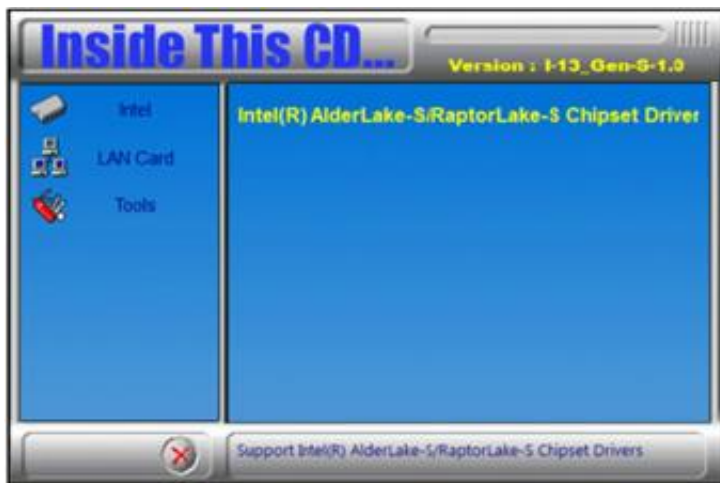 Inside This CD...
Version : I-13_Gen-S-1.0
Intel
LAN Card
Tools
Intel(R) AlderLake-S/RaptorLake-S Chipset Driver
Support Intel(R) AlderLake-S/RaptorLake-S Chipset Drivers